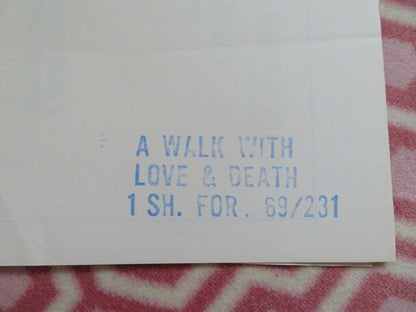 A WALK WITH
LOVE & DEATH
1 SH. FOR. 69/231